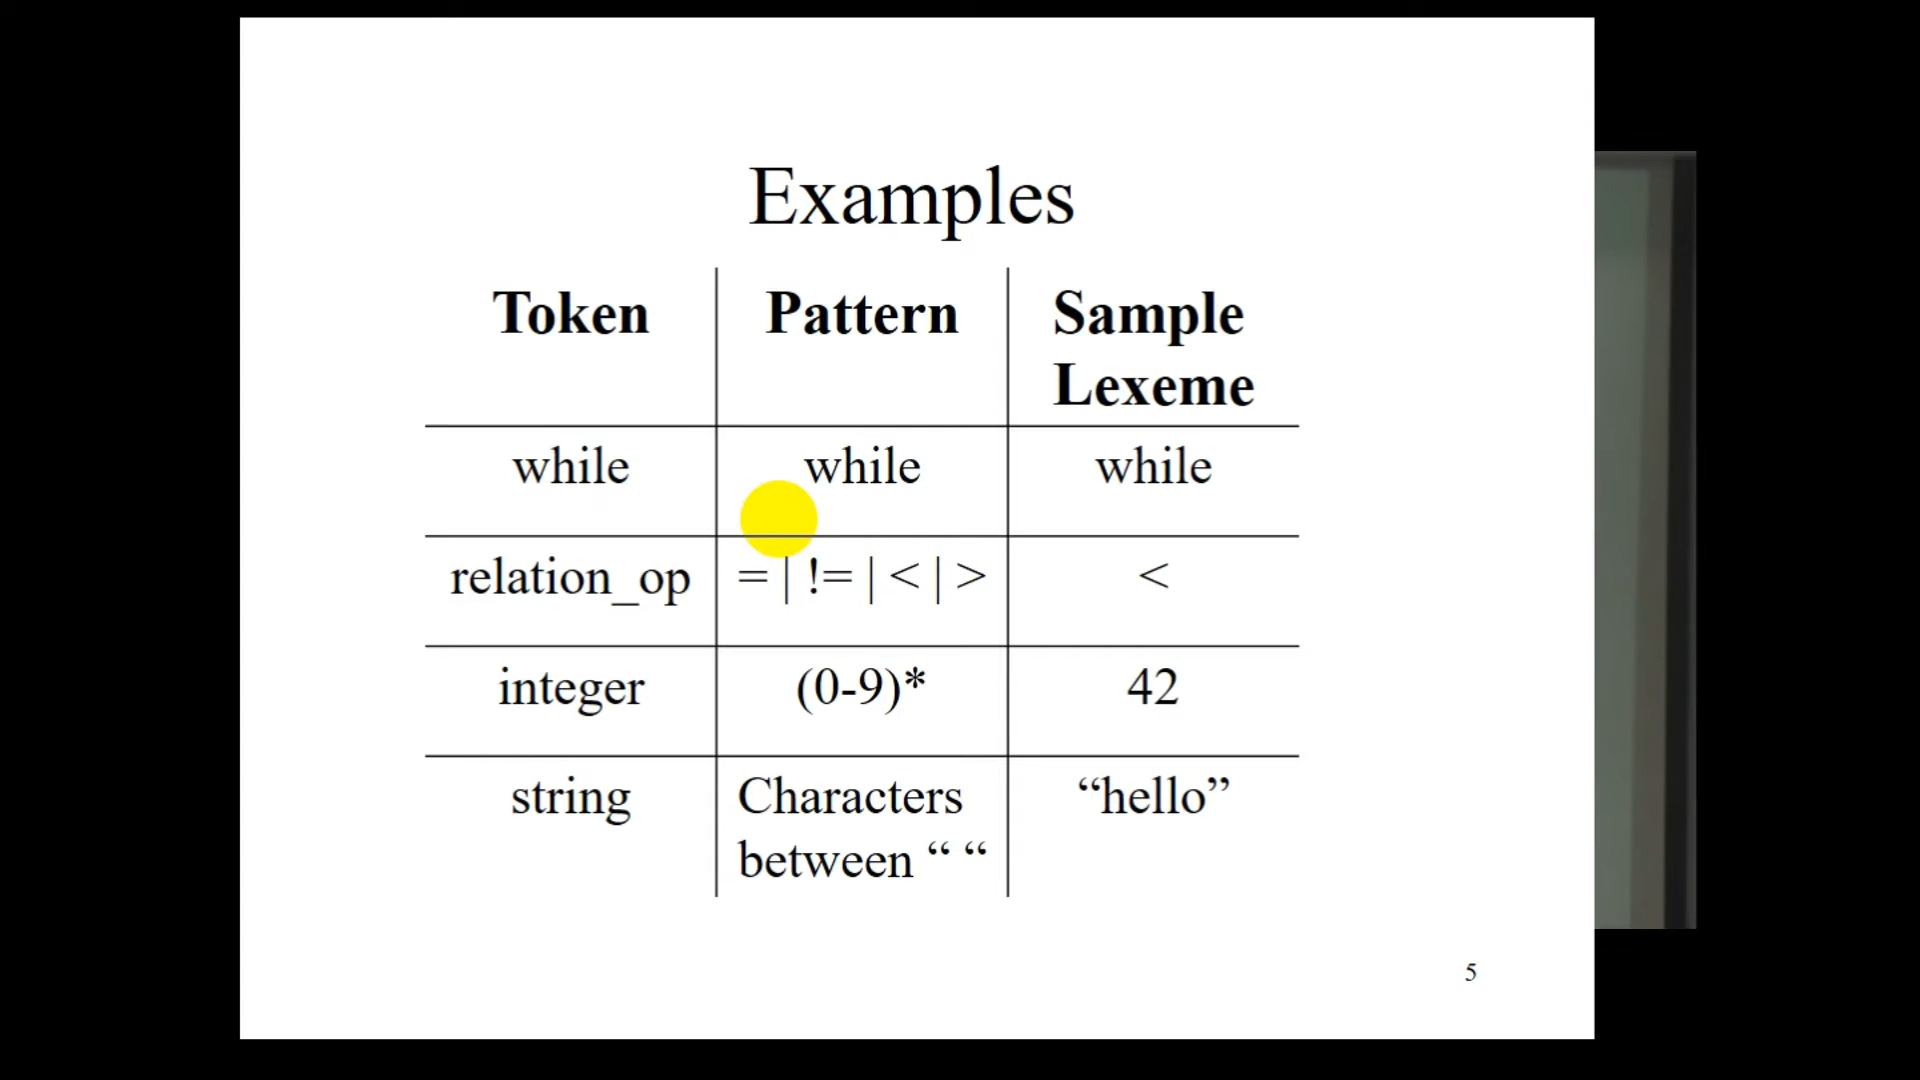 Examples
Token Pattern Sample
Lexeme
while while while
relation_op = | != | < | > <
integer (0-9)* 42
string Characters “hello”
between “ “
5